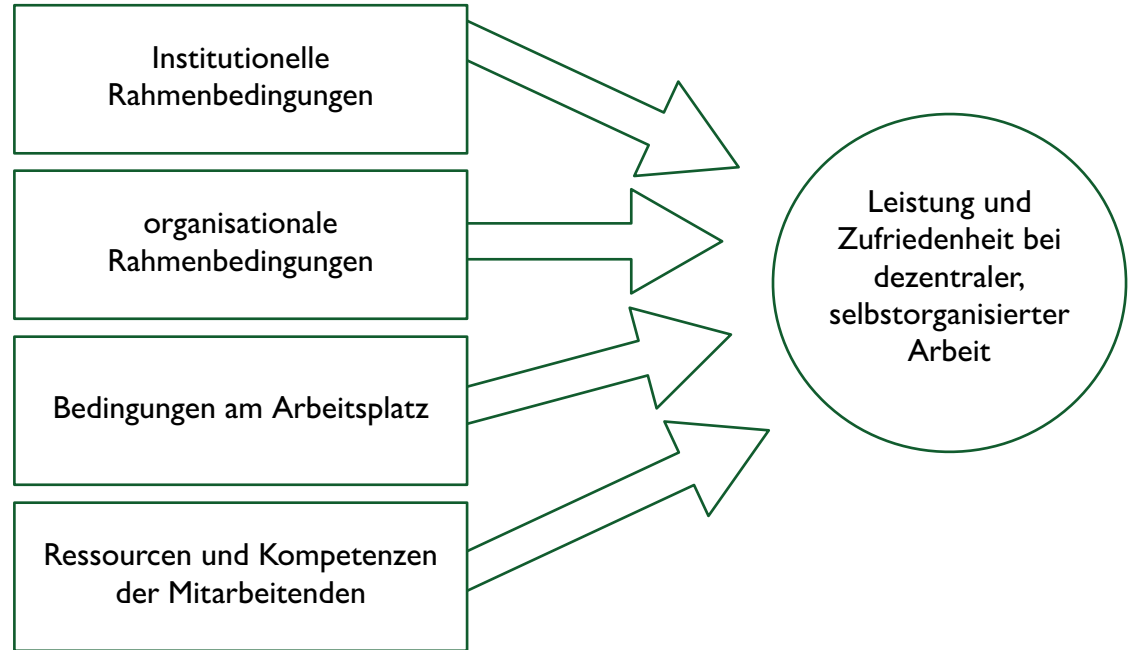 Institutionelle
Rahmenbedingungen
organisationale
Rahmenbedingungen
Bedingungen am Arbeitsplatz
Ressourcen und Kompetenzen
der Mitarbeitenden
Leistung und
Zufriedenheit bei
dezentraler,
selbstorganisierter
Arbeit